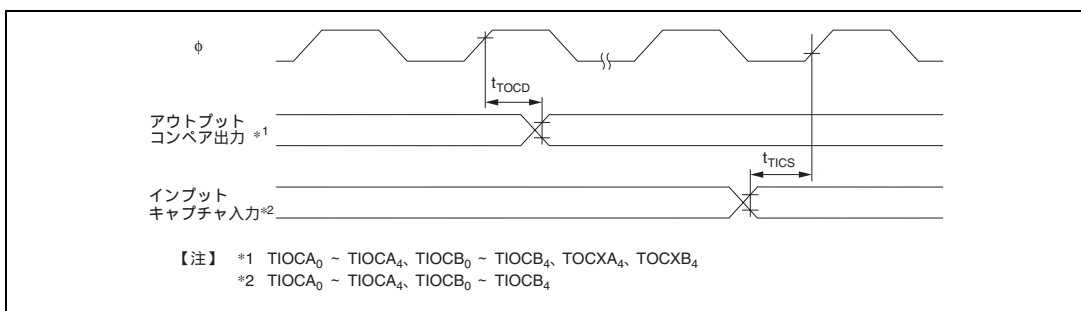 φ
tTOCD
アウトプット
コンペア出力 *1
tTICS
インプット
キャプチャ入力*2
【注】 *1 TIOCA0 ~ TIOCA4、TIOCB0 ~ TIOCB4、TOCXA4、TOCXB4
*2 TIOCA0 ~ TIOCA4、TIOCB0 ~ TIOCB4